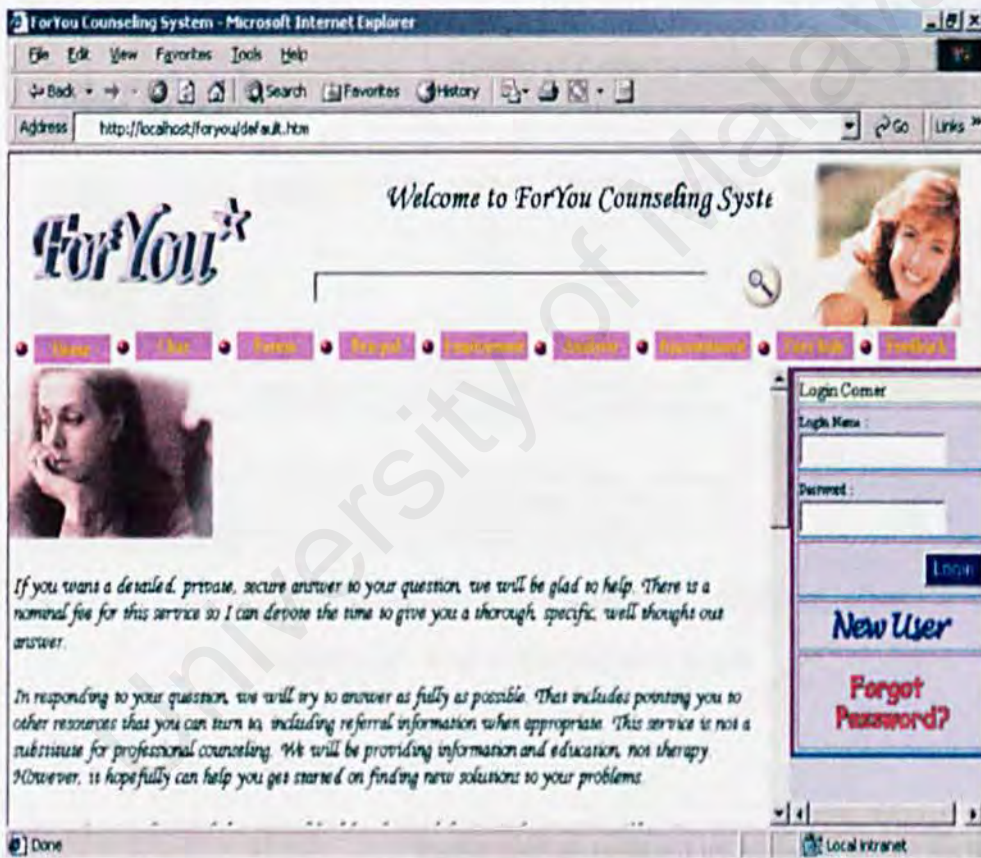 ForYou Counseling System - Microsoft Internet Explorer
File Edit View Favorites Tools Help
Back Search Favorites History
Address http://localhost/foryou/default.htm Go Links »
Welcome to ForYou Counseling Syste
ForYou
Home Chat Forum Feedback
Login Corner
Login Name :
Password :
Login
New User
Forgot
Password?
If you want a detailed, private, secure answer to your question, we will be glad to help. There is a
nominal fee for this service so I can devote the time to give you a thorough, specific, well thought out
answer.
In responding to your question, we will try to answer as fully as possible. That includes pointing you to
other resources that you can turn to, including referral information when appropriate. This service is not a
substitute for professional counseling. We will be providing information and education, not therapy.
However, it hopefully can help you get started on finding new solutions to your problems.
Done Local intranet
University of Malaya